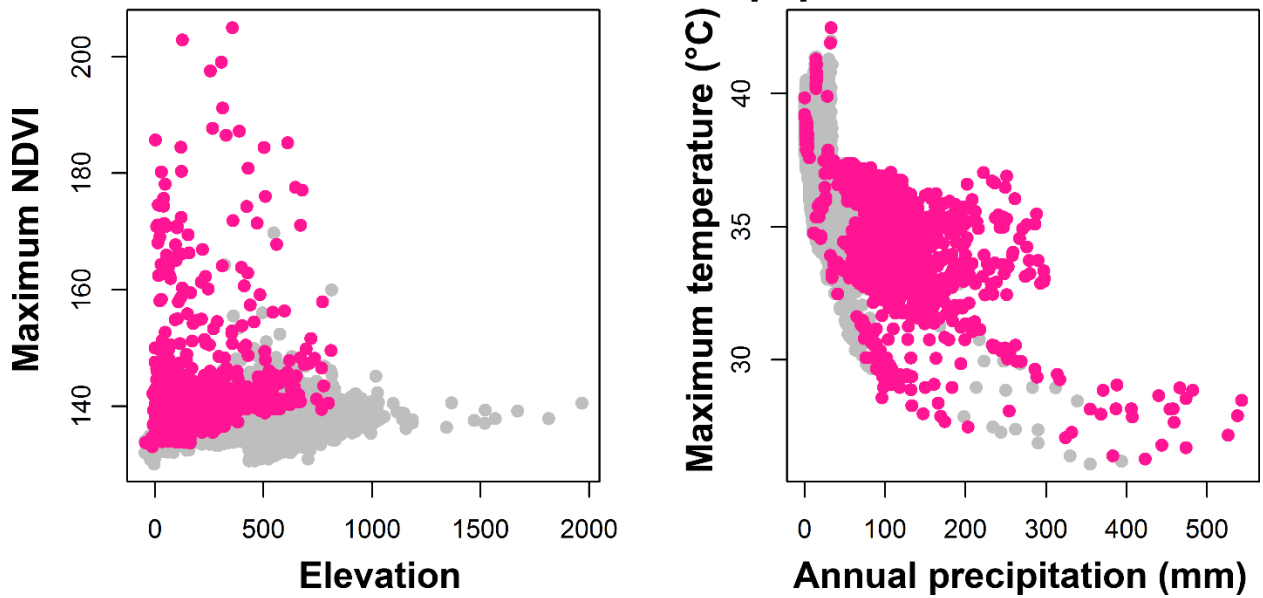 Maximum NDVI
200
180
160
140
0 500 1000 1500 2000
Elevation
Maximum temperature (°C)
40
35
30
0 100 200 300 400 500
Annual precipitation (mm)